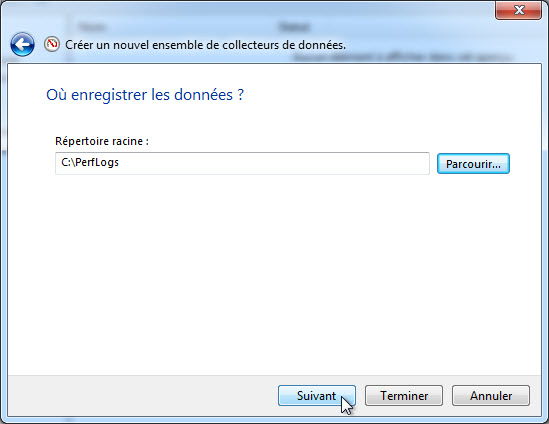 Créer un nouvel ensemble de collecteurs de données.
Où enregistrer les données ?
Répertoire racine :
C:\PerfLogs
Parcourir...
Suivant
Terminer
Annuler